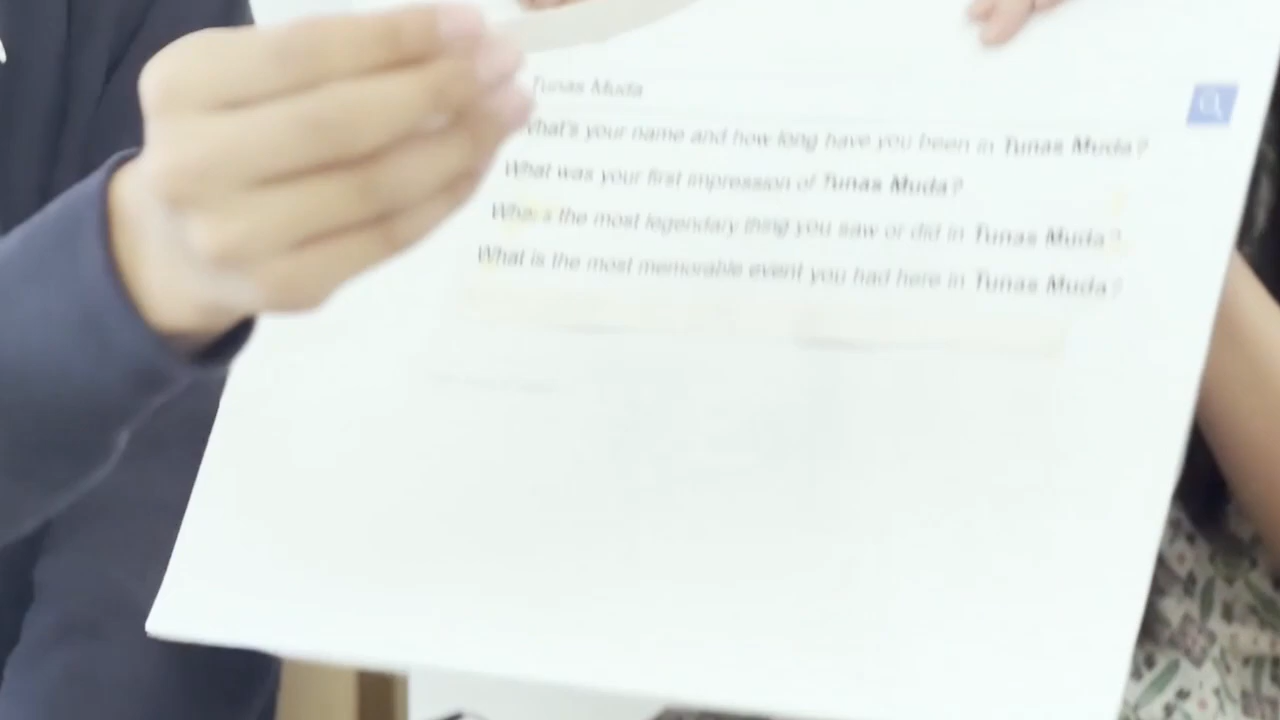 Tunas Muda
What's your name and how long have you been in Tunas Muda?
What was your first impression of Tunas Muda?
What's the most legendary thing you saw or did in Tunas Muda?
What is the most memorable event you had here in Tunas Muda?